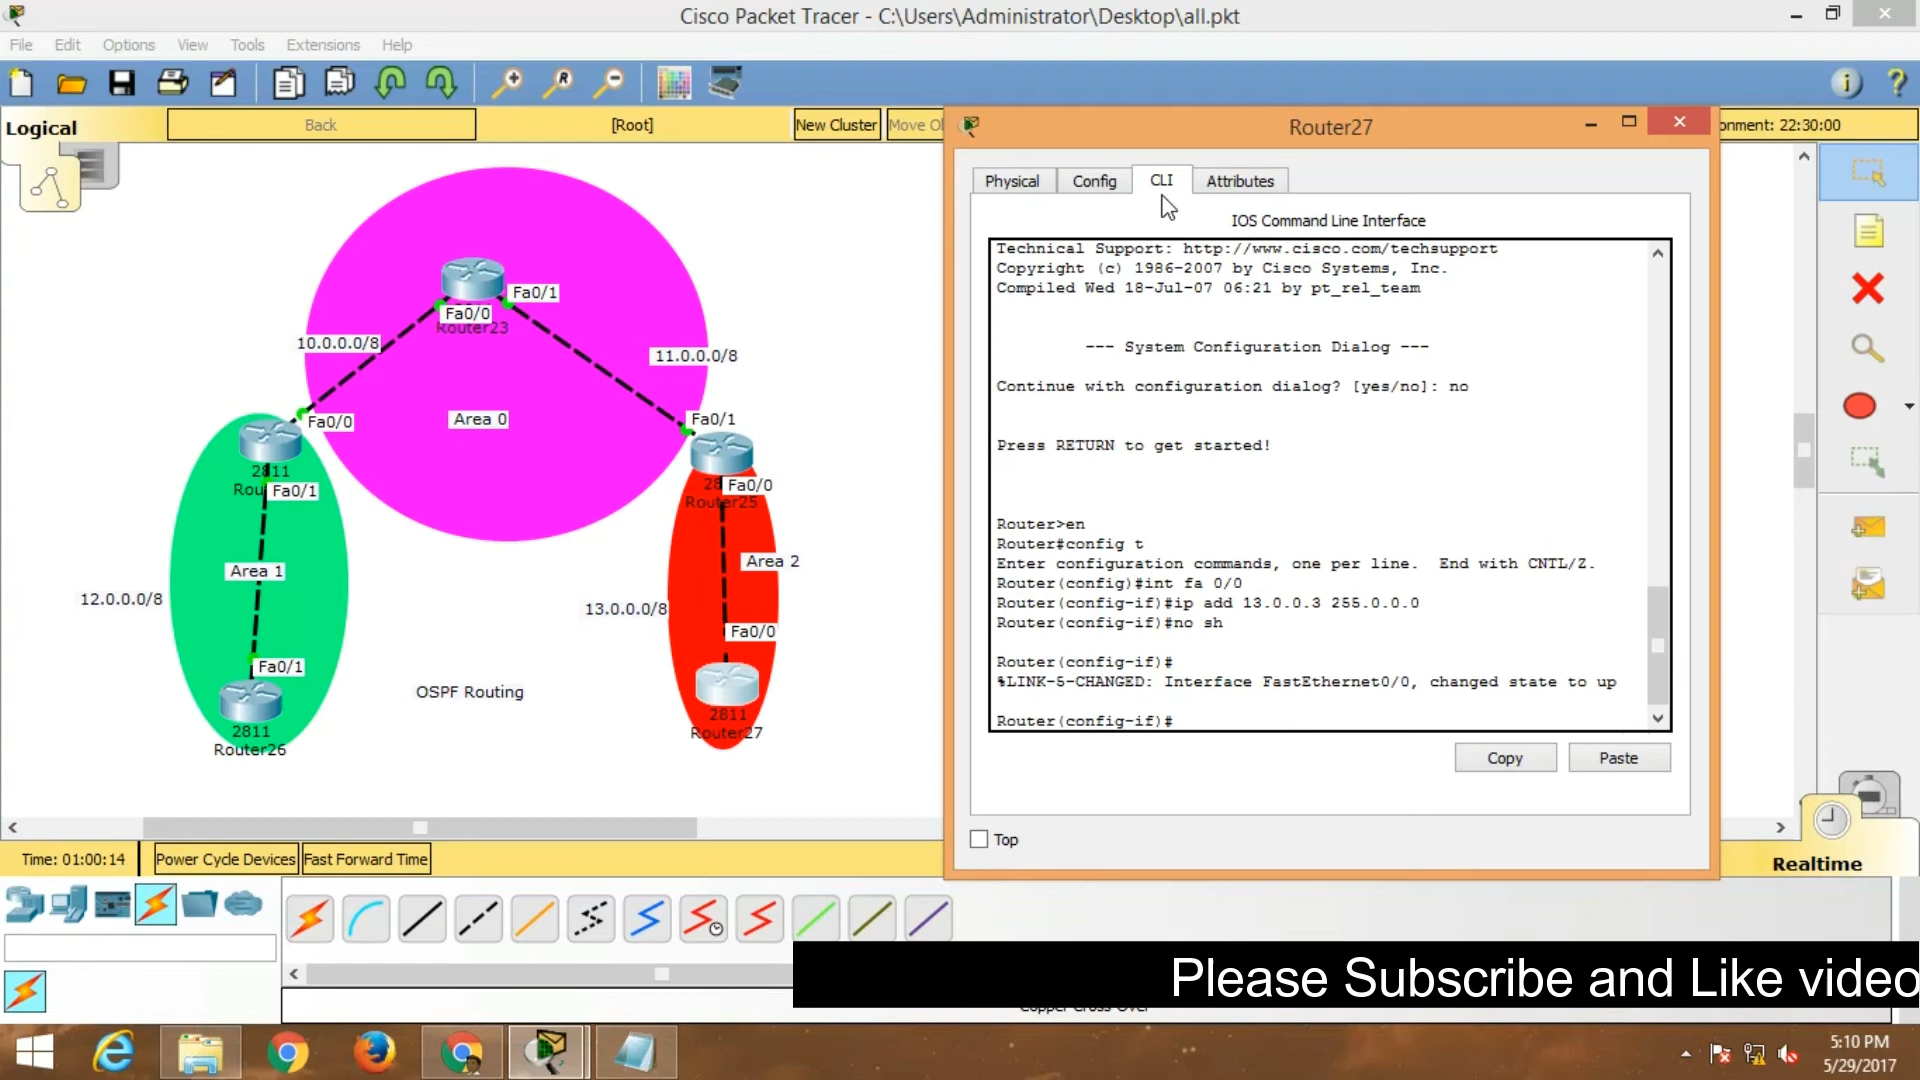 Cisco Packet Tracer - C:\Users\Administrator\Desktop\all.pkt
File Edit Options View Tools Extensions Help
Logical
Back
[Root]
New Cluster
Move O
onment: 22:30:00
Router27
Physical
Config
CLI
Attributes
IOS Command Line Interface
Technical Support: http://www.cisco.com/techsupport
Copyright (c) 1986-2007 by Cisco Systems, Inc.
Compiled Wed 18-Jul-07 06:21 by pt_rel_team
--- System Configuration Dialog ---
Continue with configuration dialog? [yes/no]: no
Press RETURN to get started!
Router>en
Router#config t
Enter configuration commands, one per line. End with CNTL/Z.
Router(config)#int fa 0/0
Router(config-if)#ip add 13.0.0.3 255.0.0.0
Router(config-if)#no sh
Router(config-if)#
%LINK-5-CHANGED: Interface FastEthernet0/0, changed state to up
Router(config-if)#
Copy
Paste
Top
Fa0/1
Fa0/0
Router23
10.0.0.0/8
11.0.0.0/8
Area 0
Fa0/0
2811
Rou
Fa0/1
Area 1
12.0.0.0/8
Fa0/1
2811
Router26
Fa0/1
28
Fa0/0
Router25
Area 2
13.0.0.0/8
Fa0/0
2811
Router27
OSPF Routing
Time: 01:00:14
Power Cycle Devices
Fast Forward Time
Realtime
Please Subscribe and Like video
Copper Cross-Over
5:10 PM
5/29/2017